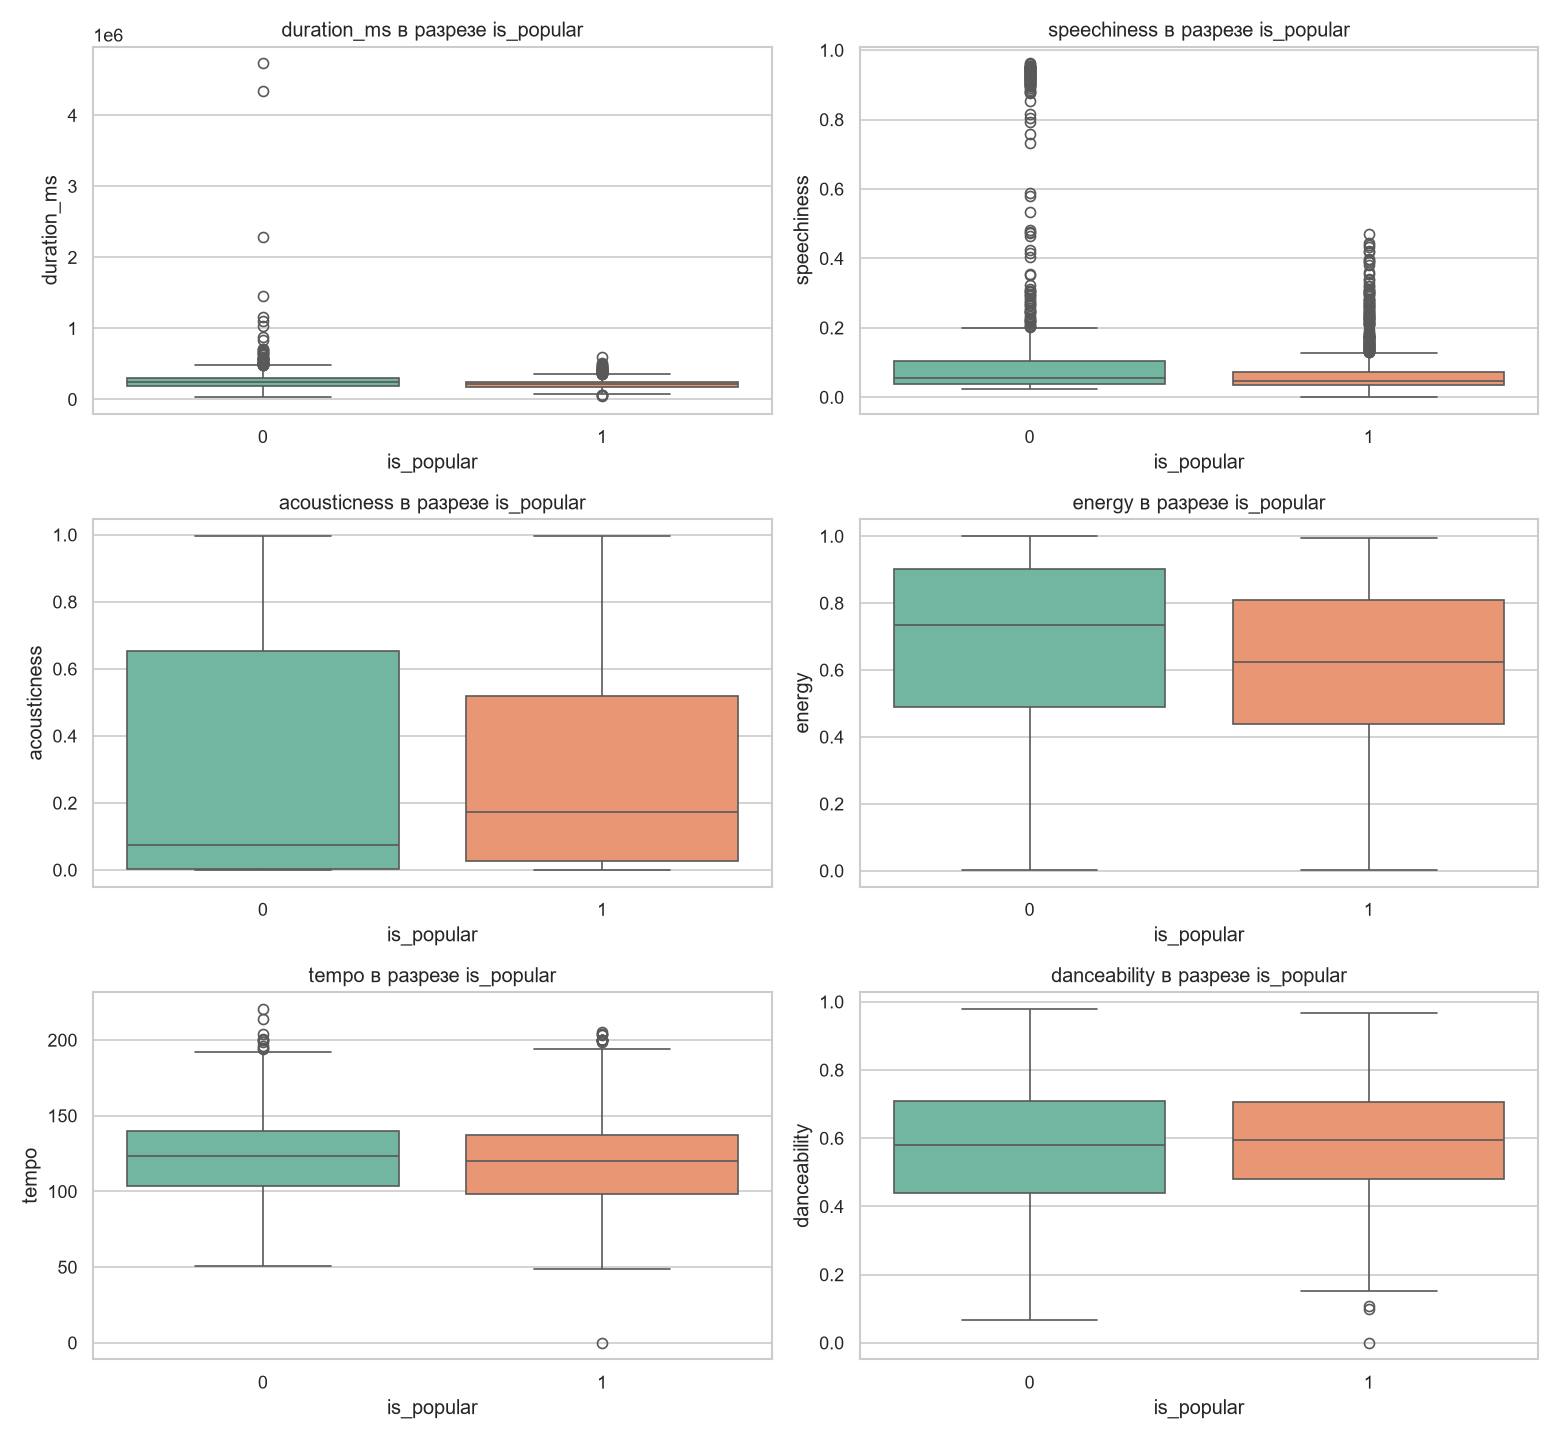 duration_ms в разрезе is_popular
1e6
4
3
2
1
0
duration_ms
0
1
is_popular
speechiness в разрезе is_popular
1.0
0.8
0.6
0.4
0.2
0.0
speechiness
0
1
is_popular
acousticness в разрезе is_popular
1.0
0.8
0.6
0.4
0.2
0.0
acousticness
0
1
is_popular
energy в разрезе is_popular
1.0
0.8
0.6
0.4
0.2
0.0
energy
0
1
is_popular
tempo в разрезе is_popular
200
150
100
50
0
tempo
0
1
is_popular
danceability в разрезе is_popular
1.0
0.8
0.6
0.4
0.2
0.0
danceability
0
1
is_popular